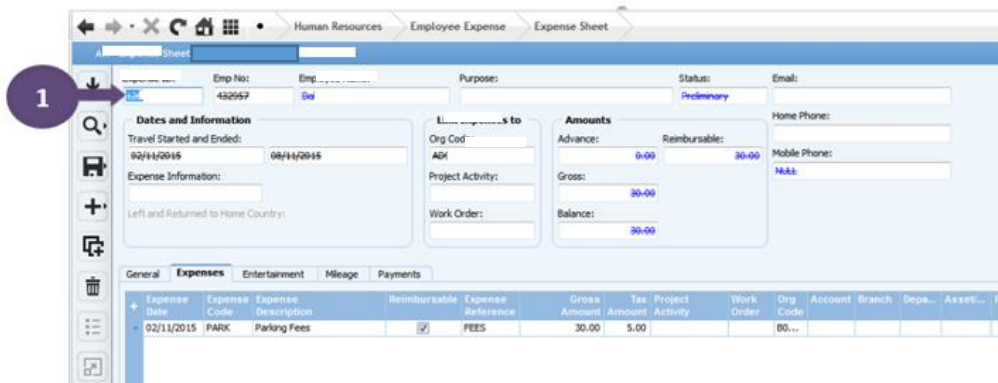 Human Resources Employee Expense Expense Sheet
Sheet
1
Emp No: Purpose: Status: Email:
432957 Preliminary
Dates and Information Amounts Home Phone:
Travel Started and Ended: Org Code Advance: Reimbursable:
02/11/2015 08/11/2015 0.00 30.00 Mobile Phone:
Expense Information: Project Activity: Gross: NULL
30.00
Left and Returned to Home Country: Work Order: Balance:
30.00
General Expenses Entertainment Mileage Payments
Expense Expense Expense Reimbursable Expense Gross Tax Project Work Org Account Branch Depa... Asset/...
Date Code Description Reference Amount Amount Activity Order Code
02/11/2015 PARK Parking Fees FEES 30.00 5.00 B0...